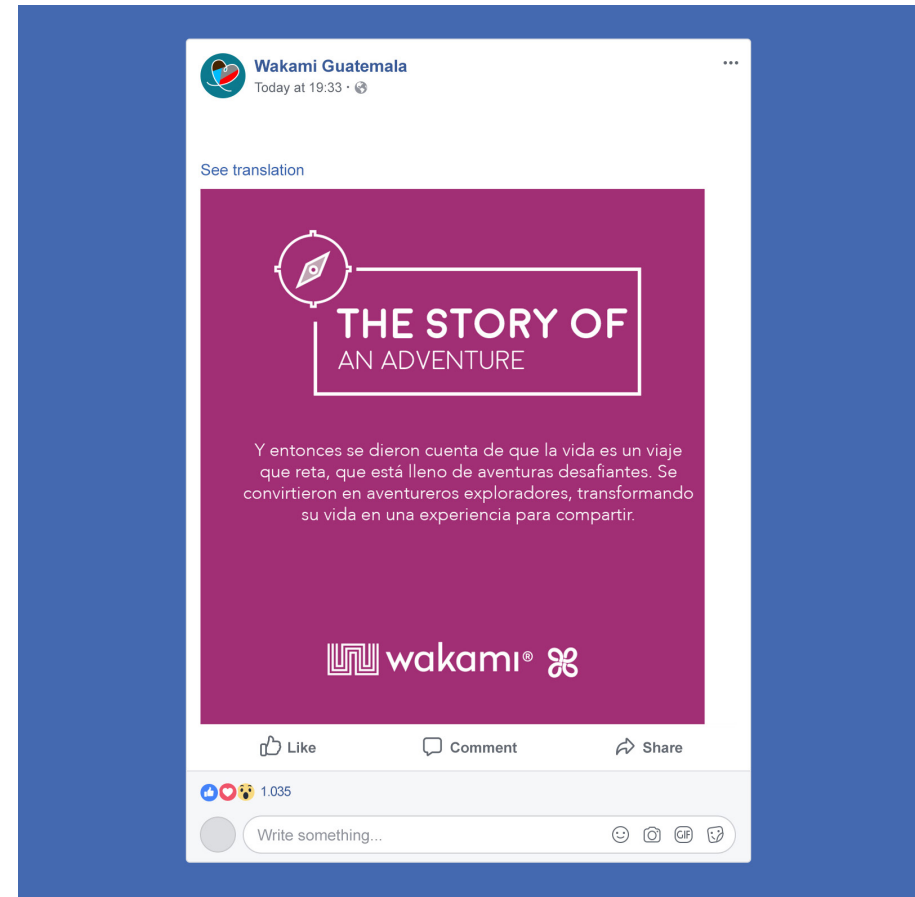 Wakami Guatemala
Today at 19:33
See translation
THE STORY OF
AN ADVENTURE
Y entonces se dieron cuenta de que la vida es un viaje
que reta, que está lleno de aventuras desafiantes. Se
convirtieron en aventureros exploradores, transformando
su vida en una experiencia para compartir.
wakami®
Like Comment Share
1.035
Write something... GIF